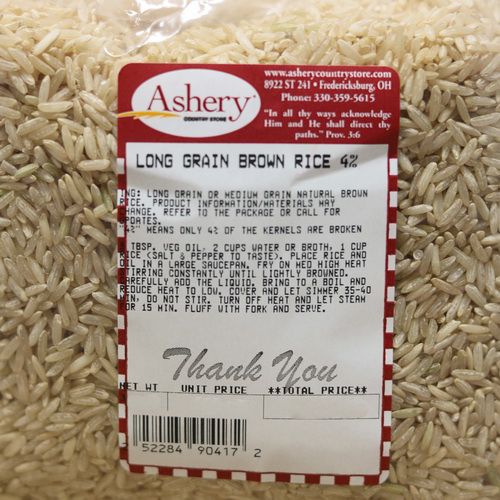 www.asherycountrystore.com
8922 ST 241 • Fredericksburg, OH
Phone: 330-359-5615
"In all thy ways acknowledge
Him and He shall direct thy
paths." Prov. 3:6
Ashery
COUNTRY STORE
LONG GRAIN BROWN RICE 4%
ING: LONG GRAIN OR MEDIUM GRAIN NATURAL BROWN
RICE. PRODUCT INFORMATION/MATERIALS MAY
CHANGE. REFER TO THE PACKAGE OR CALL FOR
UPDATES.
"4%" MEANS ONLY 4% OF THE KERNELS ARE BROKEN
TBSP. VEG OIL, 2 CUPS WATER OR BROTH, 1 CUP
RICE (SALT & PEPPER TO TASTE). PLACE RICE AND
OIL IN A LARGE SAUCEPAN. FRY ON MED HIGH HEAT
STIRRING CONSTANTLY UNTIL LIGHTLY BROWNED.
CAREFULLY ADD THE LIQUID. BRING TO A BOIL AND
REDUCE HEAT TO LOW. COVER AND LET SIMMER 35-40
MIN. DO NOT STIR. TURN OFF HEAT AND LET STEAM
FOR 15 MIN. FLUFF WITH FORK AND SERVE.
Thank You
NET WT UNIT PRICE **TOTAL PRICE**
52284 90417 2